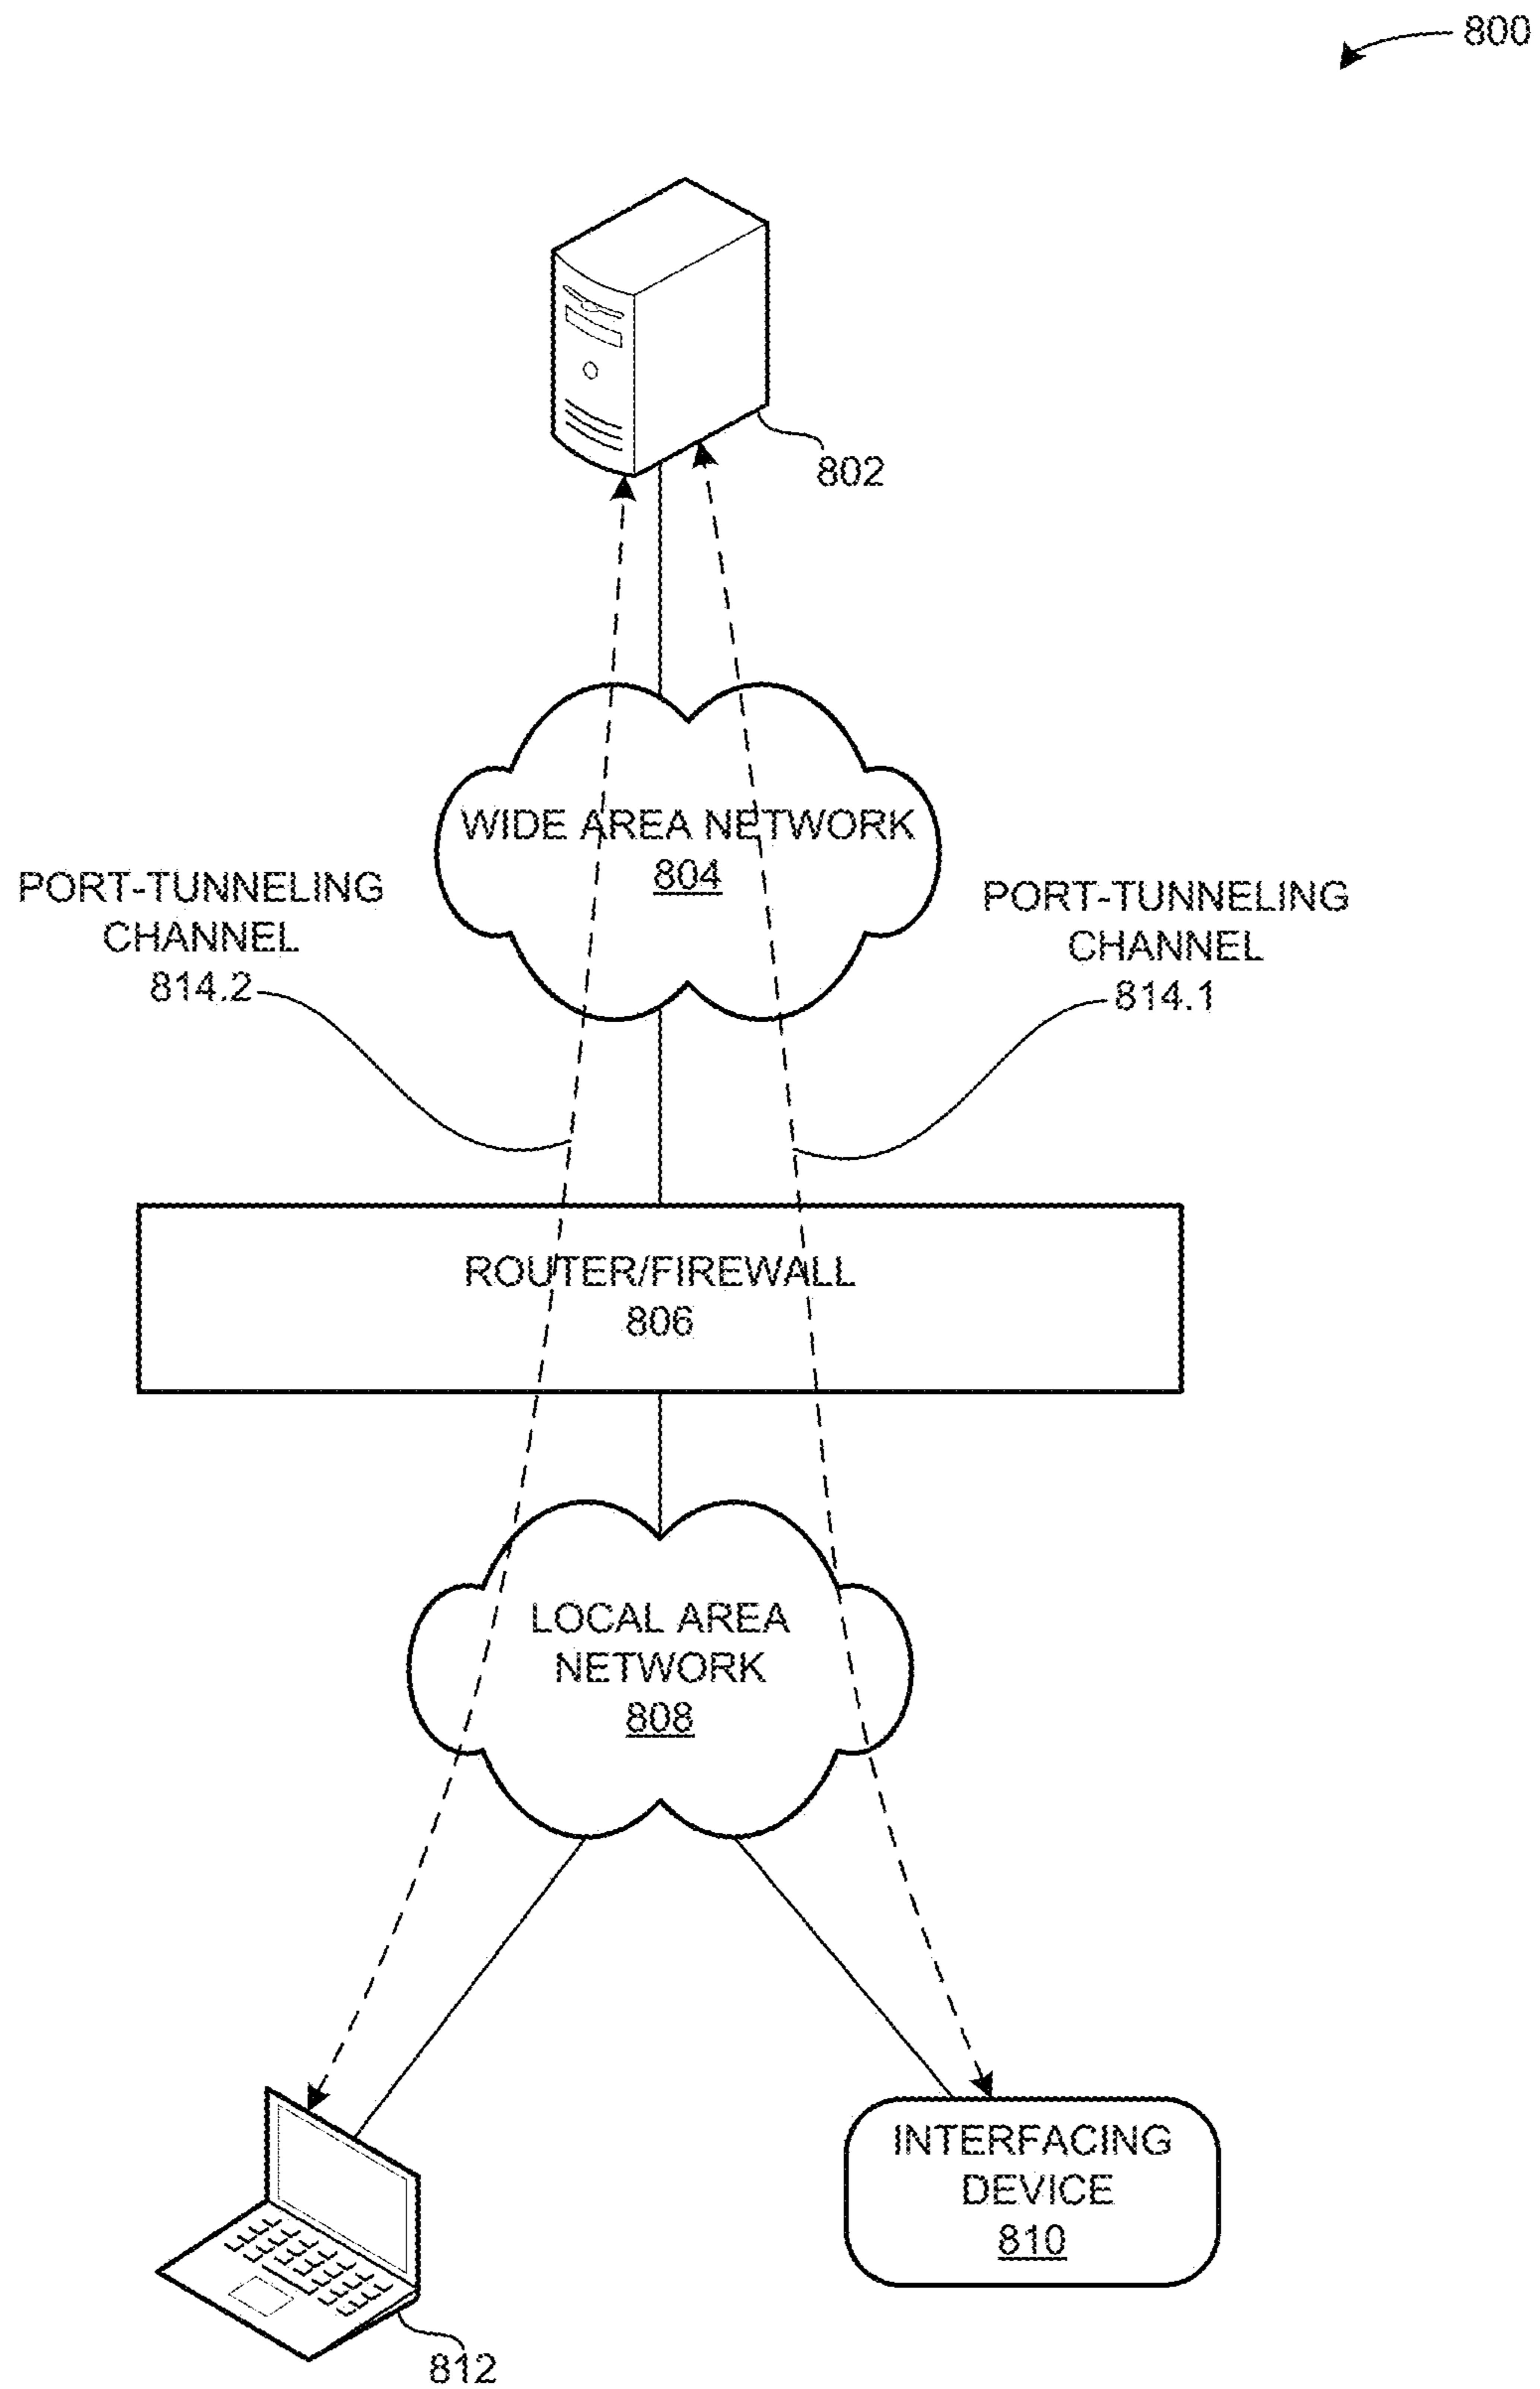 800
802
WIDE AREA NETWORK
804
PORT-TUNNELING
CHANNEL
814.2
PORT-TUNNELING
CHANNEL
814.1
ROUTER/FIREWALL
806
LOCAL AREA
NETWORK
808
INTERFACING
DEVICE
810
812